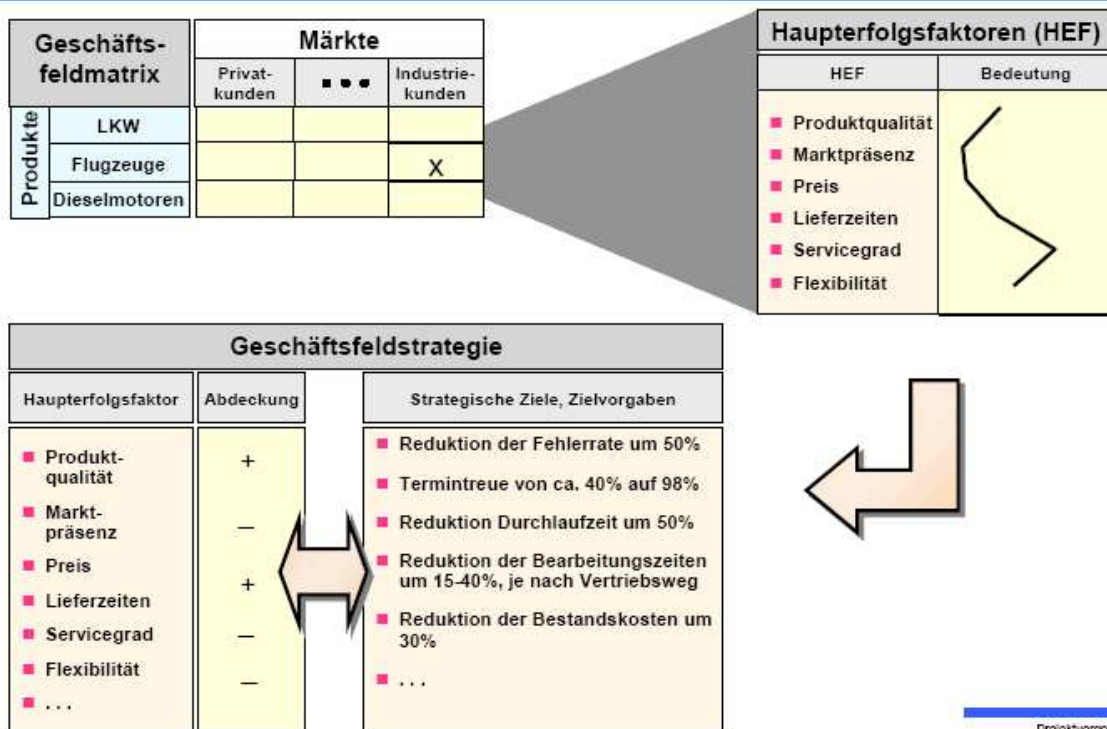 Geschäfts-
feldmatrix
Märkte
Privat-
kunden
Industrie-
kunden
Produkte
LKW
Flugzeuge
X
Dieselmotoren
Haupterfolgsfaktoren (HEF)
HEF
Bedeutung
Produktqualität
Marktpräsenz
Preis
Lieferzeiten
Servicegrad
Flexibilität
Geschäftsfeldstrategie
Haupterfolgsfaktor
Abdeckung
Strategische Ziele, Zielvorgaben
Produkt-
qualität
Markt-
präsenz
Preis
Lieferzeiten
Servicegrad
Flexibilität
. . .
+
–
+
–
–
Reduktion der Fehlerrate um 50%
Termintreue von ca. 40% auf 98%
Reduktion Durchlaufzeit um 50%
Reduktion der Bearbeitungszeiten
um 15-40%, je nach Vertriebsweg
Reduktion der Bestandskosten um
30%
. . .